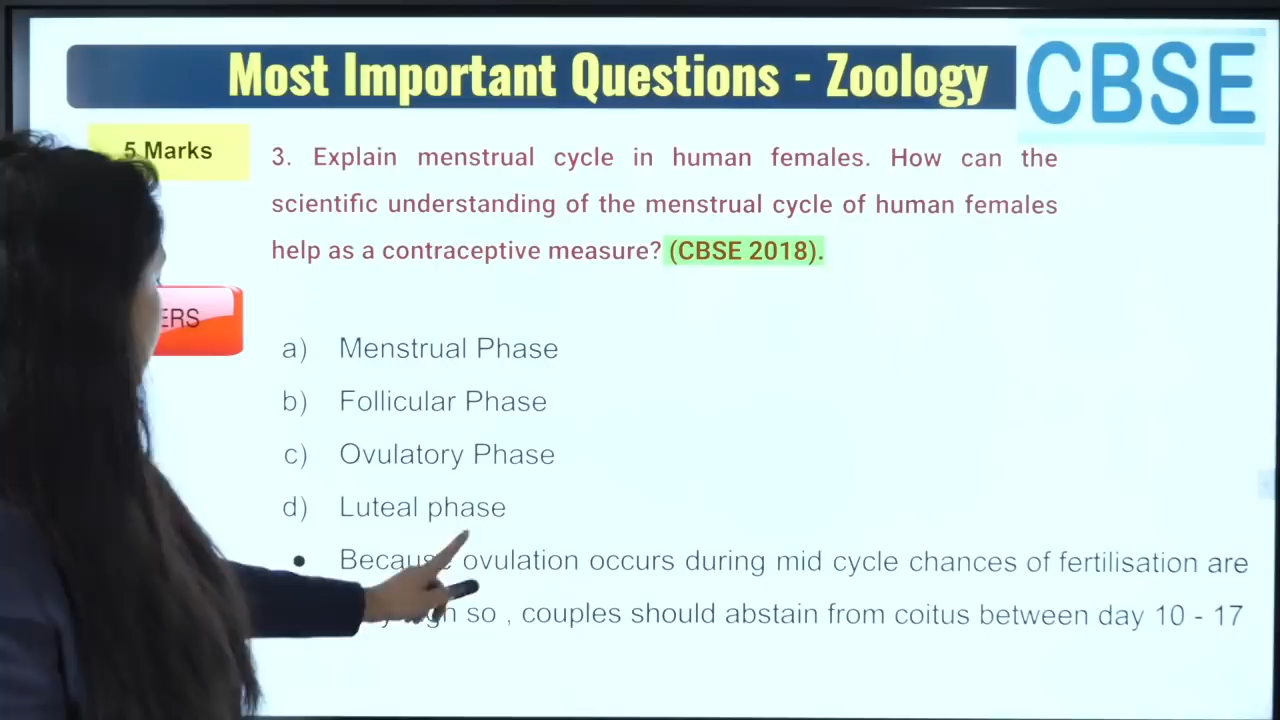 Most Important Questions - Zoology
CBSE
5 Marks
3. Explain menstrual cycle in human females. How can the
scientific understanding of the menstrual cycle of human females
help as a contraceptive measure? (CBSE 2018).
ERS
a) Menstrual Phase
b) Follicular Phase
c) Ovulatory Phase
d) Luteal phase
• ovulation occurs during mid cycle chances of fertilisation are
so , couples should abstain from coitus between day 10 - 17